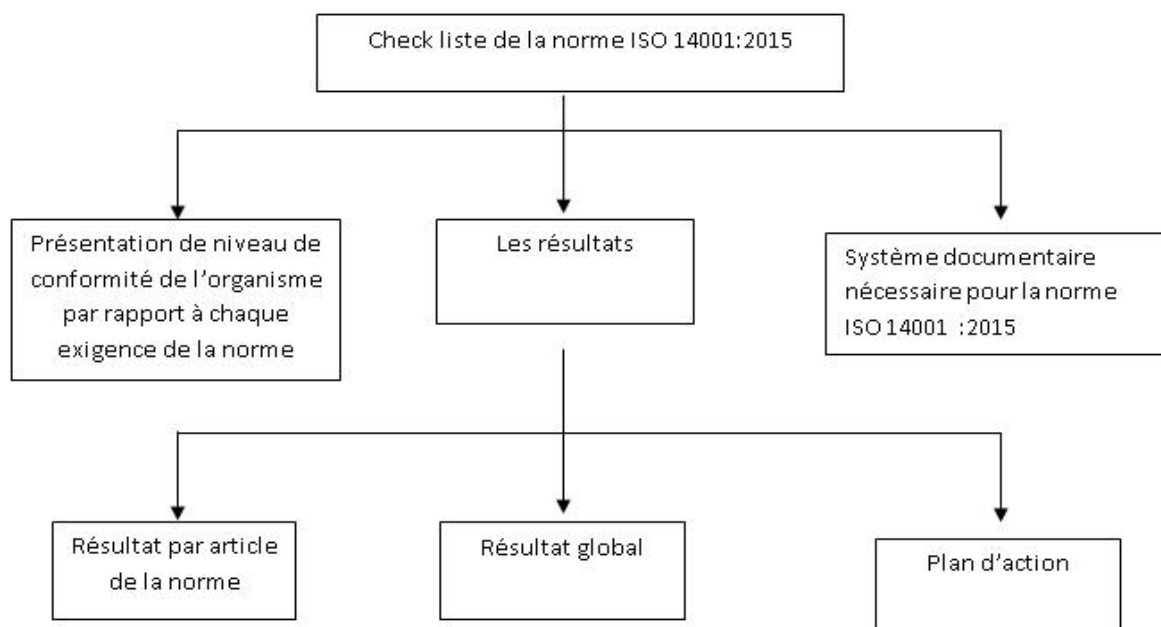 Check liste de la norme ISO 14001:2015
Présentation de niveau de
conformité de l’organisme
par rapport à chaque
exigence de la norme
Les résultats
Système documentaire
nécessaire pour la norme
ISO 14001 :2015
Résultat par article
de la norme
Résultat global
Plan d’action